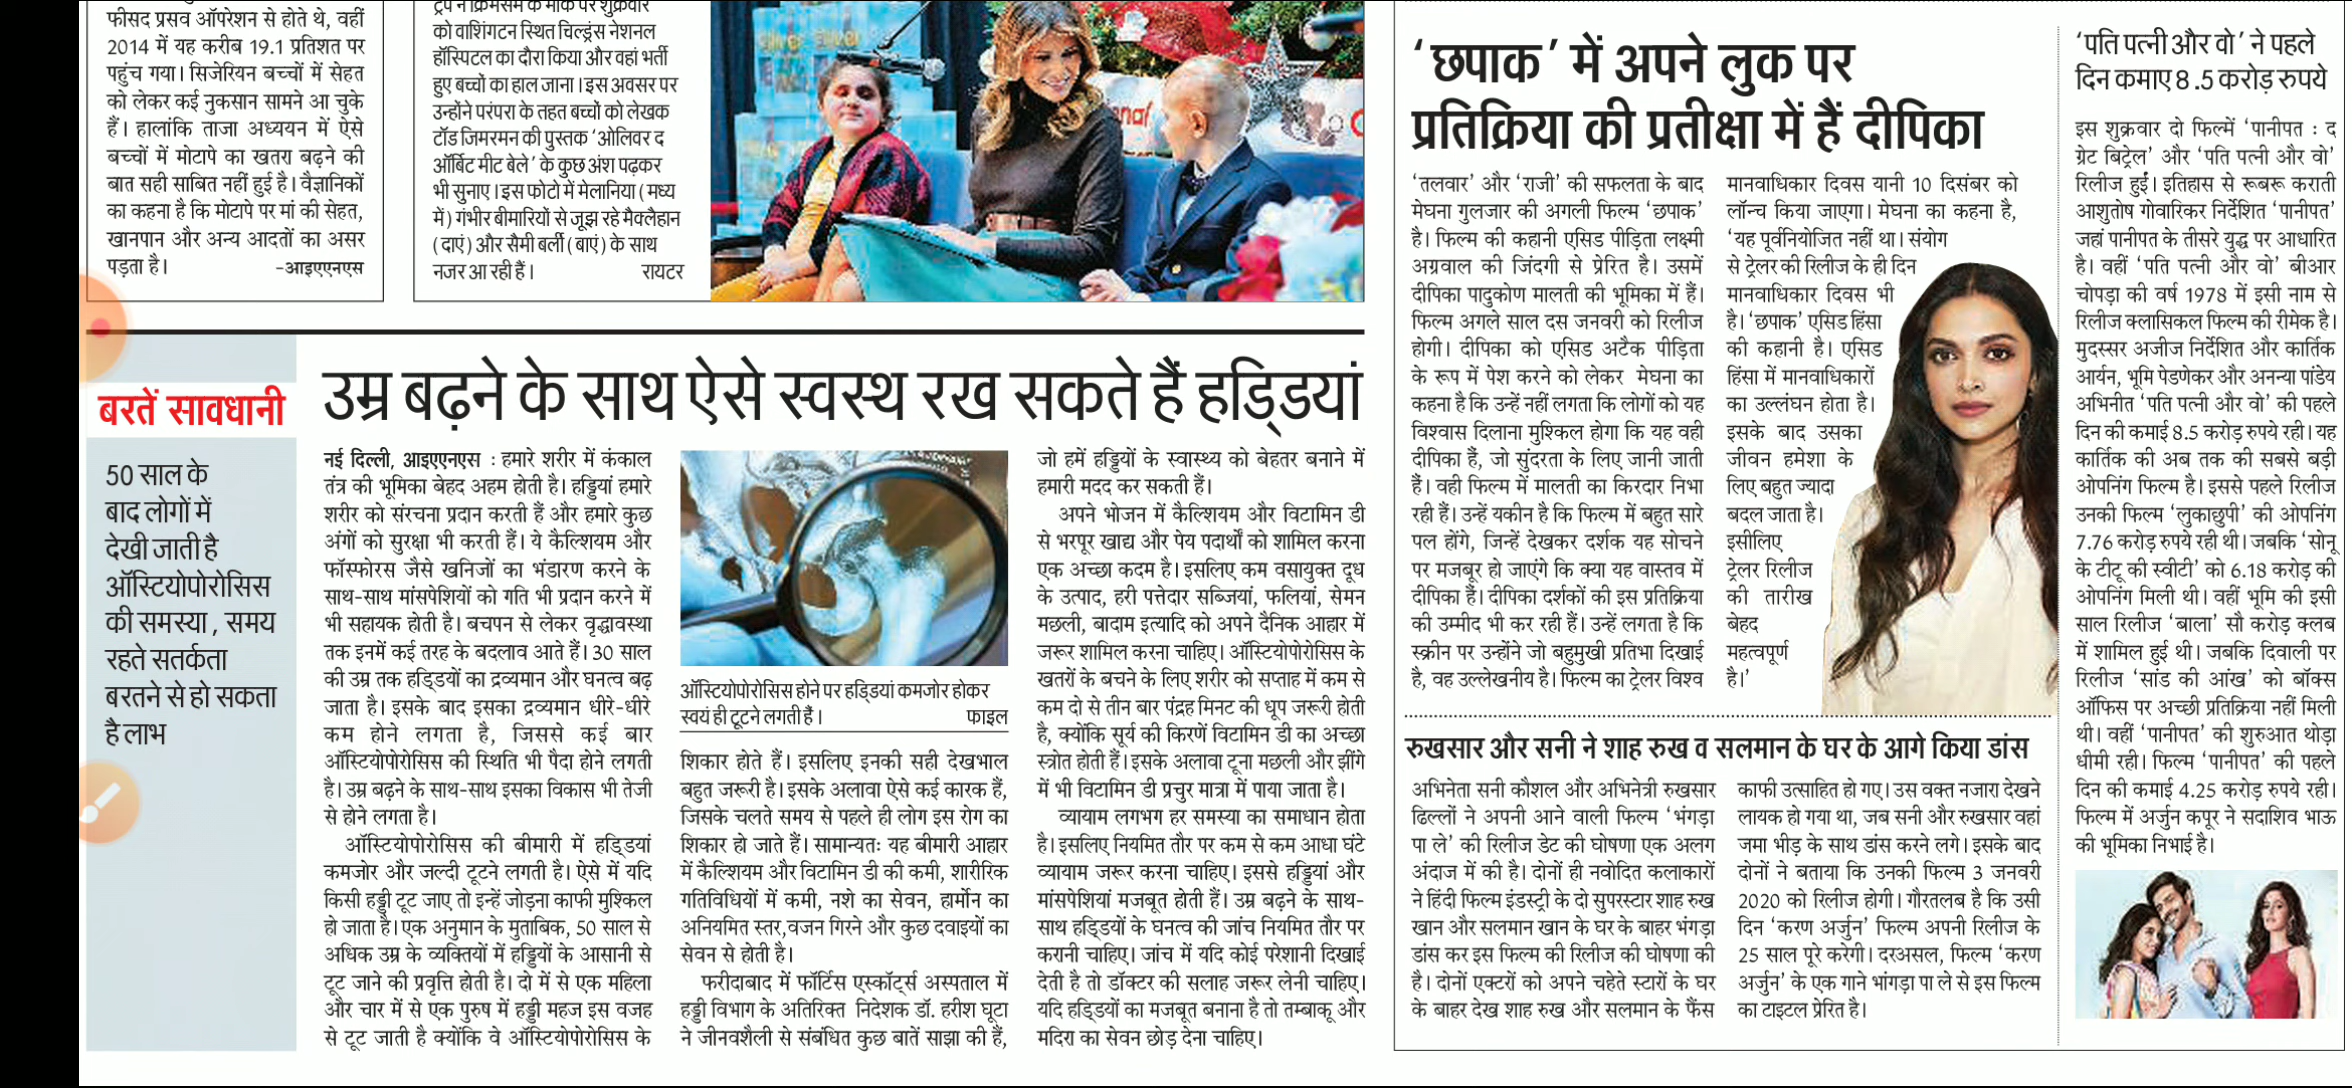 फीसद प्रसव ऑपरेशन से होते थे, वहीं
2014 में यह करीब 19.1 प्रतिशत पर
पहुंच गया। सिजेरियन बच्चों में सेहत
को लेकर कई नुकसान सामने आ चुके
हैं। हालांकि ताजा अध्ययन में ऐसे
बच्चों में मोटापे का खतरा बढ़ने की
बात सही साबित नहीं हुई है। वैज्ञानिकों
का कहना है कि मोटापे पर मां की सेहत,
खानपान और अन्य आदतों का असर
पड़ता है। -आइएएनएस
ट्रंप ने क्रिसमस के मौके पर शुक्रवार
को वाशिंगटन स्थित चिल्ड्रंस नेशनल
हॉस्पिटल का दौरा किया और वहां भर्ती
हुए बच्चों का हाल जाना। इस अवसर पर
उन्होंने परंपरा के तहत बच्चों को लेखक
टॉड जिमरमन की पुस्तक 'ओलिवर द
ऑर्बिट मीट बेले' के कुछ अंश पढ़कर
भी सुनाए। इस फोटो में मेलानिया (मध्य
में) गंभीर बीमारियों से जूझ रहे मैक्लैहान
(दाएं) और सैमी बर्ली (बाएं) के साथ
नजर आ रही हैं। रायटर
बरतें सावधानी
50 साल के
बाद लोगों में
देखी जाती है
ऑस्टियोपोरोसिस
की समस्या, समय
रहते सतर्कता
बरतने से हो सकता
है लाभ
उम्र बढ़ने के साथ ऐसे स्वस्थ रख सकते हैं हड्डियां
नई दिल्ली, आइएएनएस : हमारे शरीर में कंकाल
तंत्र की भूमिका बेहद अहम होती है। हड्डियां हमारे
शरीर को संरचना प्रदान करती हैं और हमारे कुछ
अंगों को सुरक्षा भी करती हैं। ये कैल्शियम और
फॉस्फोरस जैसे खनिजों का भंडारण करने के
साथ-साथ मांसपेशियों को गति भी प्रदान करने में
भी सहायक होती है। बचपन से लेकर वृद्धावस्था
तक इनमें कई तरह के बदलाव आते हैं। 30 साल
की उम्र तक हड्डियों का द्रव्यमान और घनत्व बढ़
जाता है। इसके बाद इसका द्रव्यमान धीरे-धीरे
कम होने लगता है, जिससे कई बार
ऑस्टियोपोरोसिस की स्थिति भी पैदा होने लगती
है। उम्र बढ़ने के साथ-साथ इसका विकास भी तेजी
से होने लगता है।
ऑस्टियोपोरोसिस की बीमारी में हड्डियां
कमजोर और जल्दी टूटने लगती है। ऐसे में यदि
किसी हड्डी टूट जाए तो इन्हें जोड़ना काफी मुश्किल
हो जाता है। एक अनुमान के मुताबिक, 50 साल से
अधिक उम्र के व्यक्तियों में हड्डियों के आसानी से
टूट जाने की प्रवृत्ति होती है। दो में से एक महिला
और चार में से एक पुरुष में हड्डी महज इस वजह
से टूट जाती है क्योंकि वे ऑस्टियोपोरोसिस के
ऑस्टियोपोरोसिस होने पर हड्डियां कमजोर होकर
स्वयं ही टूटने लगती हैं। फाइल
शिकार होते हैं। इसलिए इनकी सही देखभाल
बहुत जरूरी है। इसके अलावा ऐसे कई कारक हैं,
जिसके चलते समय से पहले ही लोग इस रोग का
शिकार हो जाते हैं। सामान्यतः यह बीमारी आहार
में कैल्शियम और विटामिन डी की कमी, शारीरिक
गतिविधियों में कमी, नशे का सेवन, हार्मोन का
अनियमित स्तर,वजन गिरने और कुछ दवाइयों का
सेवन से होती है।
फरीदाबाद में फॉर्टिस एस्कॉर्ट्स अस्पताल में
हड्डी विभाग के अतिरिक्त निदेशक डॉ. हरीश घूटा
ने जीनवशैली से संबंधित कुछ बातें साझा की हैं,
जो हमें हड्डियों के स्वास्थ्य को बेहतर बनाने में
हमारी मदद कर सकती हैं।
अपने भोजन में कैल्शियम और विटामिन डी
से भरपूर खाद्य और पेय पदार्थों को शामिल करना
एक अच्छा कदम है। इसलिए कम वसायुक्त दूध
के उत्पाद, हरी पत्तेदार सब्जियां, फलियां, सेमन
मछली, बादाम इत्यादि को अपने दैनिक आहार में
जरूर शामिल करना चाहिए। ऑस्टियोपोरोसिस के
खतरों के बचने के लिए शरीर को सप्ताह में कम से
कम दो से तीन बार पंद्रह मिनट की धूप जरूरी होती
है, क्योंकि सूर्य की किरणें विटामिन डी का अच्छा
स्त्रोत होती हैं। इसके अलावा टूना मछली और झींगे
में भी विटामिन डी प्रचुर मात्रा में पाया जाता है।
व्यायाम लगभग हर समस्या का समाधान होता
है। इसलिए नियमित तौर पर कम से कम आधा घंटे
व्यायाम जरूर करना चाहिए। इससे हड्डियां और
मांसपेशियां मजबूत होती हैं। उम्र बढ़ने के साथ-
साथ हड्डियों के घनत्व की जांच नियमित तौर पर
करानी चाहिए। जांच में यदि कोई परेशानी दिखाई
देती है तो डॉक्टर की सलाह जरूर लेनी चाहिए।
यदि हड्डियों का मजबूत बनाना है तो तम्बाकू और
मदिरा का सेवन छोड़ देना चाहिए।
'छपाक' में अपने लुक पर
प्रतिक्रिया की प्रतीक्षा में हैं दीपिका
'तलवार' और 'राजी' की सफलता के बाद
मेघना गुलजार की अगली फिल्म 'छपाक'
है। फिल्म की कहानी एसिड पीड़िता लक्ष्मी
अग्रवाल की जिंदगी से प्रेरित है। उसमें
दीपिका पादुकोण मालती की भूमिका में हैं।
फिल्म अगले साल दस जनवरी को रिलीज
होगी। दीपिका को एसिड अटैक पीड़िता
के रूप में पेश करने को लेकर मेघना का
कहना है कि उन्हें नहीं लगता कि लोगों को यह
विश्वास दिलाना मुश्किल होगा कि यह वही
दीपिका हैं, जो सुंदरता के लिए जानी जाती
हैं। वही फिल्म में मालती का किरदार निभा
रही हैं। उन्हें यकीन है कि फिल्म में बहुत सारे
पल होंगे, जिन्हें देखकर दर्शक यह सोचने
पर मजबूर हो जाएंगे कि क्या यह वास्तव में
दीपिका हैं। दीपिका दर्शकों की इस प्रतिक्रिया
की उम्मीद भी कर रही हैं। उन्हें लगता है कि
स्क्रीन पर उन्होंने जो बहुमुखी प्रतिभा दिखाई
है, वह उल्लेखनीय है। फिल्म का ट्रेलर विश्व
मानवाधिकार दिवस यानी 10 दिसंबर को
लॉन्च किया जाएगा। मेघना का कहना है,
'यह पूर्वनियोजित नहीं था। संयोग
से ट्रेलर की रिलीज के ही दिन
मानवाधिकार दिवस भी
है। 'छपाक' एसिड हिंसा
की कहानी है। एसिड
हिंसा में मानवाधिकारों
का उल्लंघन होता है।
इसके बाद उसका
जीवन हमेशा के
लिए बहुत ज्यादा
बदल जाता है।
इसीलिए
ट्रेलर रिलीज
की तारीख
बेहद
महत्वपूर्ण
है।'
रुखसार और सनी ने शाह रुख व सलमान के घर के आगे किया डांस
अभिनेता सनी कौशल और अभिनेत्री रुखसार
ढिल्लों ने अपनी आने वाली फिल्म 'भंगड़ा
पा ले' की रिलीज डेट की घोषणा एक अलग
अंदाज में की है। दोनों ही नवोदित कलाकारों
ने हिंदी फिल्म इंडस्ट्री के दो सुपरस्टार शाह रुख
खान और सलमान खान के घर के बाहर भंगड़ा
डांस कर इस फिल्म की रिलीज की घोषणा की
है। दोनों एक्टरों को अपने चहेते स्टारों के घर
के बाहर देख शाह रुख और सलमान के फैंस
काफी उत्साहित हो गए। उस वक्त नजारा देखने
लायक हो गया था, जब सनी और रुखसार वहां
जमा भीड़ के साथ डांस करने लगे। इसके बाद
दोनों ने बताया कि उनकी फिल्म 3 जनवरी
2020 को रिलीज होगी। गौरतलब है कि उसी
दिन 'करण अर्जुन' फिल्म अपनी रिलीज के
25 साल पूरे करेगी। दरअसल, फिल्म 'करण
अर्जुन' के एक गाने भांगड़ा पा ले से इस फिल्म
का टाइटल प्रेरित है।
'पति पत्नी और वो' ने पहले
दिन कमाए 8.5 करोड़ रुपये
इस शुक्रवार दो फिल्में 'पानीपत : द
ग्रेट बिट्रेल' और 'पति पत्नी और वो'
रिलीज हुईं। इतिहास से रूबरू कराती
आशुतोष गोवारिकर निर्देशित 'पानीपत'
जहां पानीपत के तीसरे युद्ध पर आधारित
है। वहीं 'पति पत्नी और वो' बीआर
चोपड़ा की वर्ष 1978 में इसी नाम से
रिलीज क्लासिकल फिल्म की रीमेक है।
मुदस्सर अजीज निर्देशित और कार्तिक
आर्यन, भूमि पेडणेकर और अनन्या पांडेय
अभिनीत 'पति पत्नी और वो' की पहले
दिन की कमाई 8.5 करोड़ रुपये रही। यह
कार्तिक की अब तक की सबसे बड़ी
ओपनिंग फिल्म है। इससे पहले रिलीज
उनकी फिल्म 'लुकाछुपी' की ओपनिंग
7.76 करोड़ रुपये रही थी। जबकि 'सोनू
के टीटू की स्वीटी' को 6.18 करोड़ की
ओपनिंग मिली थी। वहीं भूमि की इसी
साल रिलीज 'बाला' सौ करोड़ क्लब
में शामिल हुई थी। जबकि दिवाली पर
रिलीज 'सांड की आंख' को बॉक्स
ऑफिस पर अच्छी प्रतिक्रिया नहीं मिली
थी। वहीं 'पानीपत' की शुरुआत थोड़ा
धीमी रही। फिल्म 'पानीपत' की पहले
दिन की कमाई 4.25 करोड़ रुपये रही।
फिल्म में अर्जुन कपूर ने सदाशिव भाऊ
की भूमिका निभाई है।